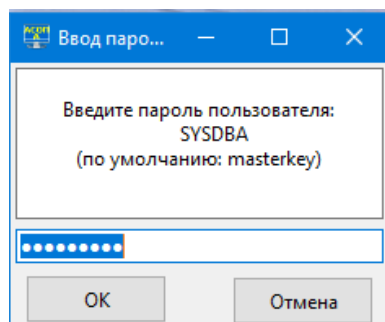 Ввод паро...
Введите пароль пользователя:
SYSDBA
(по умолчанию: masterkey)
●●●●●●●●●
OK
Отмена